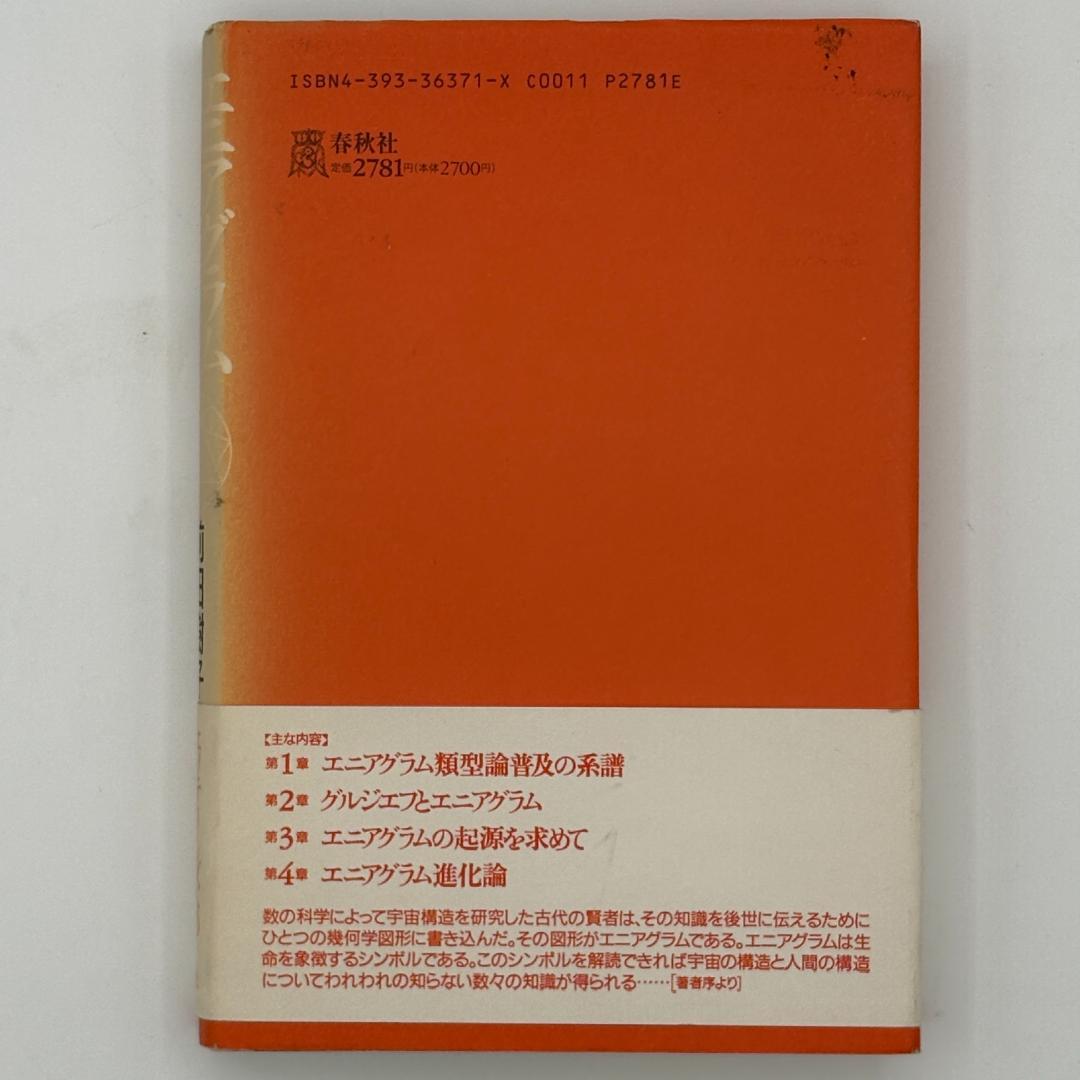 ISBN4-393-36371-X C0011 P2781E
春秋社
定価2781円(本体2700円)
エニアグラム
【主な内容】
第1章 エニアグラム類型論普及の系譜
第2章 グルジエフとエニアグラム
第3章 エニアグラムの起源を求めて
第4章 エニアグラム進化論
数の科学によって宇宙構造を研究した古代の賢者は、その知識を後世に伝えるために
ひとつの幾何学図形に書き込んだ。その図形がエニアグラムである。エニアグラムは生
命を象徴するシンボルである。このシンボルを解読できれば宇宙の構造と人間の構造
についてわれわれの知らない数々の知識が得られる……[著者序より]